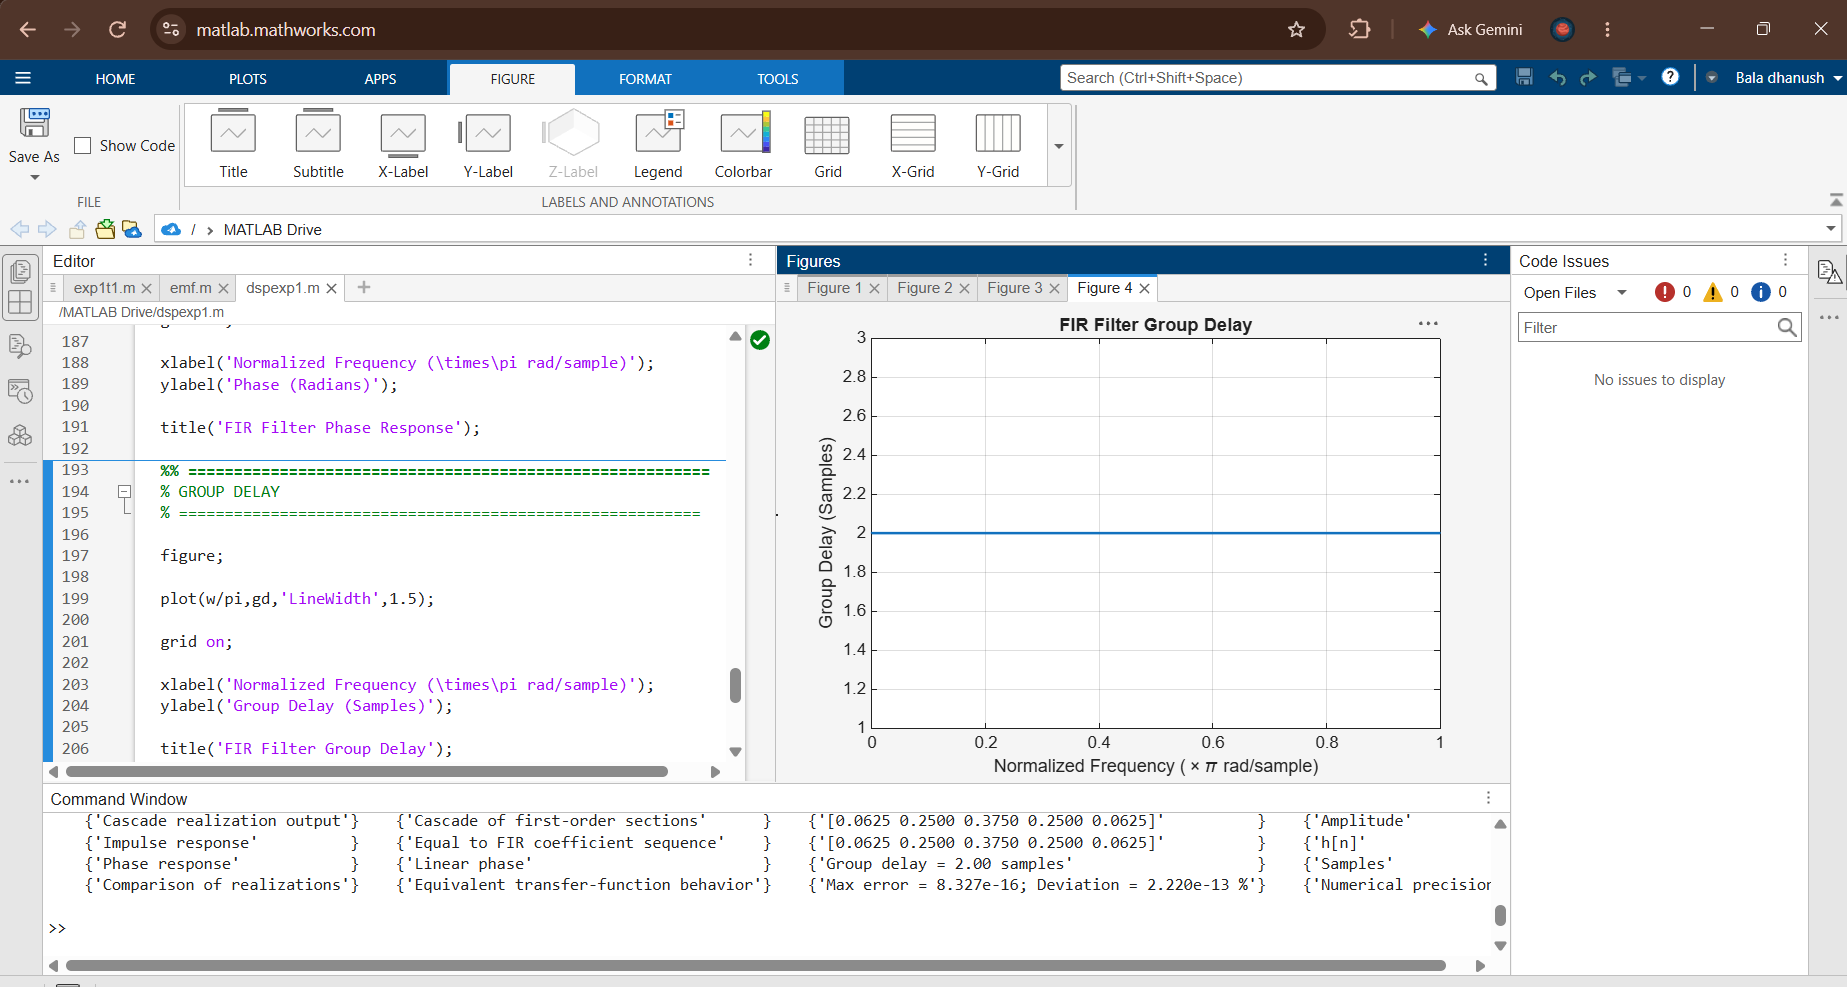 matlab.mathworks.com
Ask Gemini
HOME PLOTS APPS FIGURE FORMAT TOOLS
Search (Ctrl+Shift+Space)
Bala dhanush
Save As
Show Code
Title Subtitle X-Label Y-Label Z-Label Legend Colorbar Grid X-Grid Y-Grid
FILE LABELS AND ANNOTATIONS
/ › MATLAB Drive
Editor
exp1t1.m emf.m dspexp1.m
/MATLAB Drive/dspexp1.m
187
188 xlabel('Normalized Frequency (\times\pi rad/sample)');
189 ylabel('Phase (Radians)');
190
191 title('FIR Filter Phase Response');
192
193 %% =========================================================
194 % GROUP DELAY
195 % =========================================================
196
197 figure;
198
199 plot(w/pi,gd,'LineWidth',1.5);
200
201 grid on;
202
203 xlabel('Normalized Frequency (\times\pi rad/sample)');
204 ylabel('Group Delay (Samples)');
205
206 title('FIR Filter Group Delay');
Figures
Figure 1 Figure 2 Figure 3 Figure 4
FIR Filter Group Delay
Group Delay (Samples)
3
2.8
2.6
2.4
2.2
2
1.8
1.6
1.4
1.2
1
0 0.2 0.4 0.6 0.8 1
Normalized Frequency ( × π rad/sample)
Code Issues
Open Files 0 0 0
Filter
No issues to display
Command Window
{'Cascade realization output'} {'Cascade of first-order sections' } {'[0.0625 0.2500 0.3750 0.2500 0.0625]' } {'Amplitude'
{'Impulse response' } {'Equal to FIR coefficient sequence' } {'[0.0625 0.2500 0.3750 0.2500 0.0625]' } {'h[n]'
{'Phase response' } {'Linear phase' } {'Group delay = 2.00 samples' } {'Samples'
{'Comparison of realizations'} {'Equivalent transfer-function behavior'} {'Max error = 8.327e-16; Deviation = 2.220e-13 %'} {'Numerical precision
>>